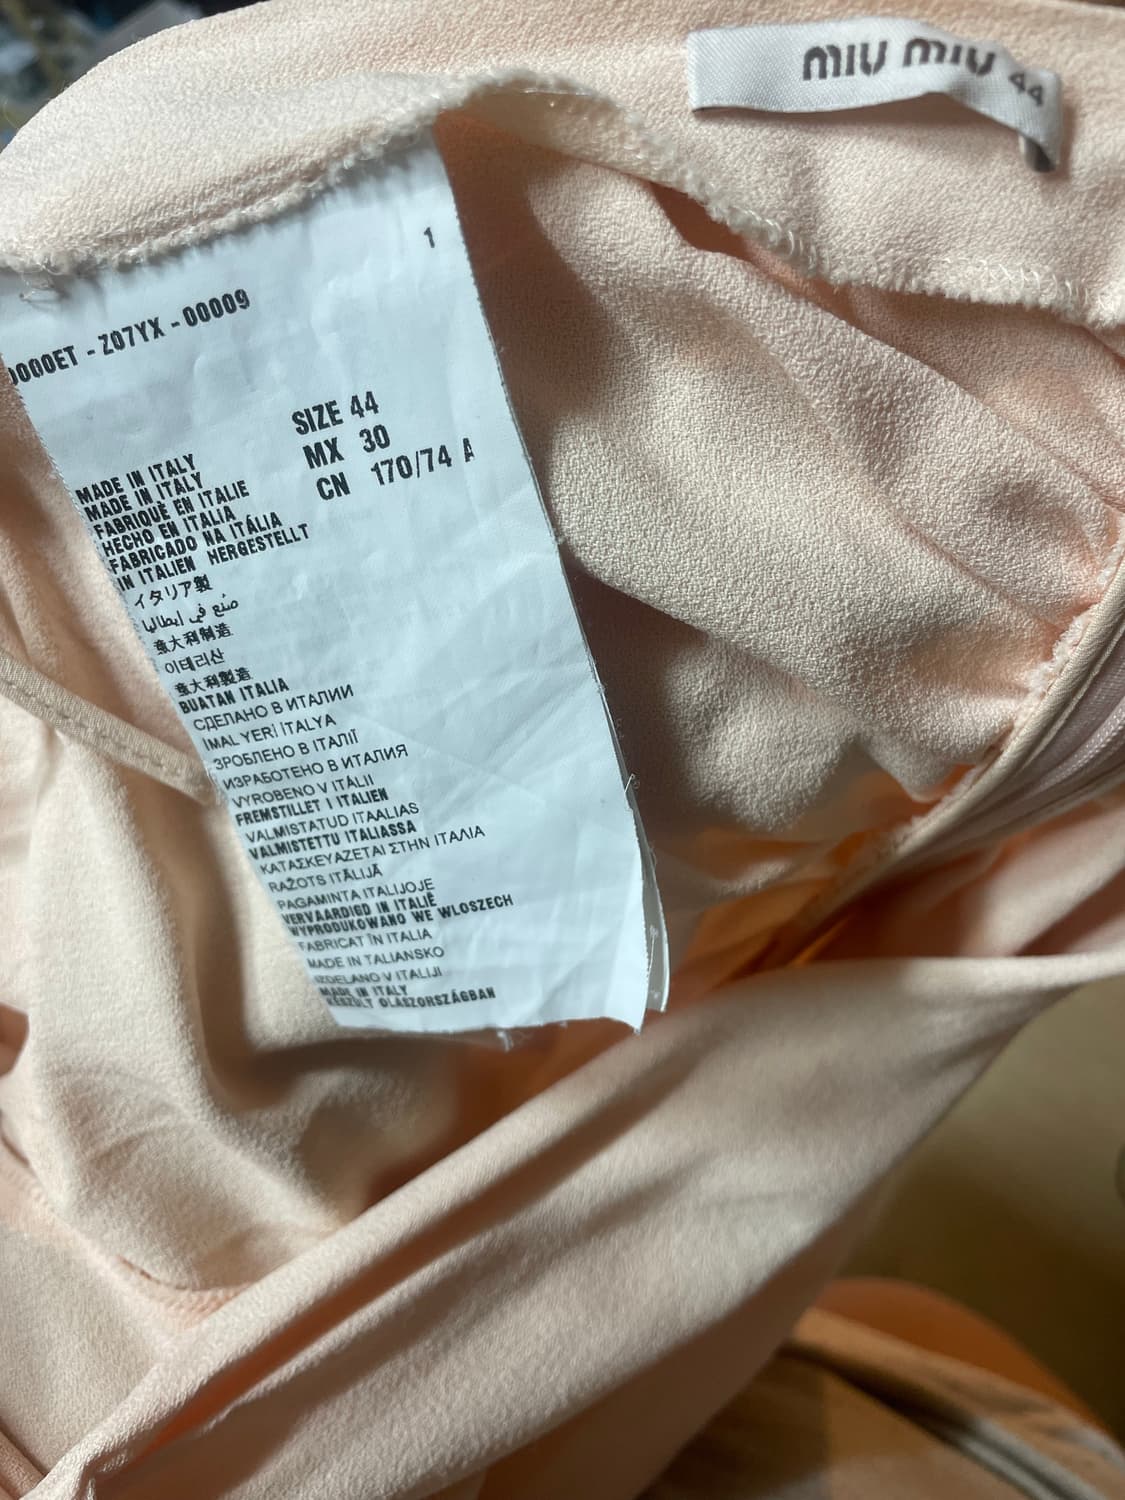 miu miu 44
1
0000ET - Z07YX - 00009
SIZE 44
MX 30
CN 170/74 A
MADE IN ITALY
MADE IN ITALY
FABRIQUÈ EN ITALIE
HECHO EN ITALIA
FABRICADO NA ITÁLIA
IN ITALIEN HERGESTELLT
イタリア製
صنع في إيطاليا
意大利制造
이태리산
意大利製造
BUATAN ITALIA
СДЕЛАНО В ИТАЛИИ
IMAL YERİ İTALYA
ЗРОБЛЕНО В ІТАЛІЇ
ИЗРАБОТЕНО В ИТАЛИЯ
VYROBENO V ITÁLII
FREMSTILLET I ITALIEN
VALMISTATUD ITAALIAS
VALMISTETTU ITALIASSA
ΚΑΤΑΣΚΕΥΑΖΕΤΑΙ ΣΤΗΝ ΙΤΑΛΙΑ
RAŽOTS ITĀLIJĀ
PAGAMINTA ITALIJOJE
VERVAARDIGD IN ITALIË
WYPRODUKOWANO WE WLOSZECH
FABRICAT ÎN ITALIA
MADE IN TALIANSKO
IZDELANO V ITALIJI
MADE IN ITALY
KÉSZÜLT OLASZORSZÁGBAN